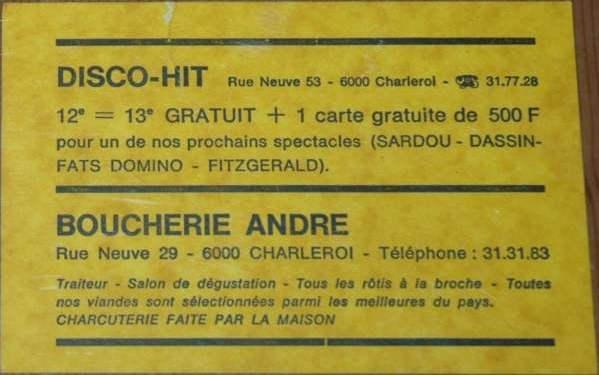 DISCO-HIT Rue Neuve 53 - 6000 Charleroi - ☎ 31.77.28
12e = 13e GRATUIT + 1 carte gratuite de 500 F
pour un de nos prochains spectacles (SARDOU - DASSIN-
FATS DOMINO - FITZGERALD).
BOUCHERIE ANDRE
Rue Neuve 29 - 6000 CHARLEROI - Téléphone : 31.31.83
Traiteur - Salon de dégustation - Tous les rôtis à la broche - Toutes
nos viandes sont sélectionnées parmi les meilleures du pays.
CHARCUTERIE FAITE PAR LA MAISON